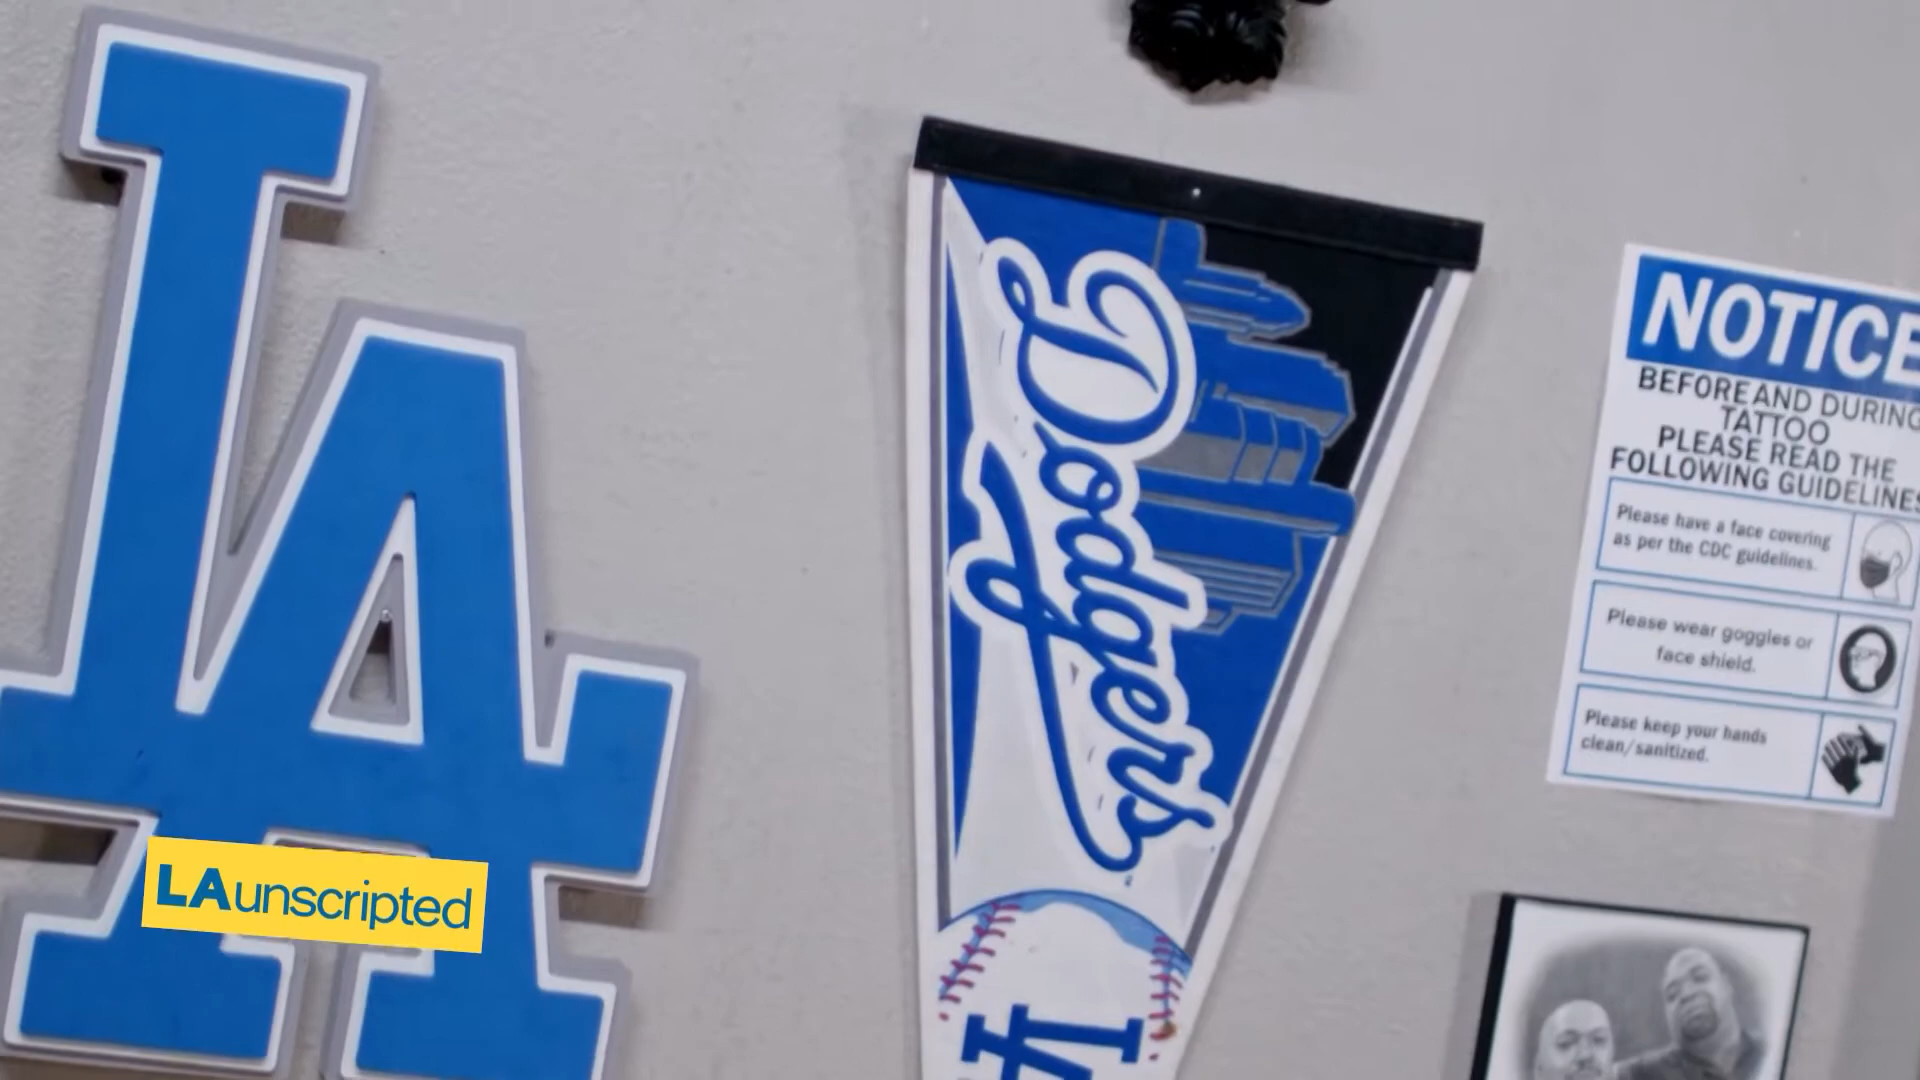 LA
Dodgers
LA
NOTICE
BEFORE AND DURING
TATTOO
PLEASE READ THE
FOLLOWING GUIDELINES
Please have a face covering
as per the CDC guidelines.
Please wear goggles or
face shield.
Please keep your hands
clean/sanitized.
LAunscripted